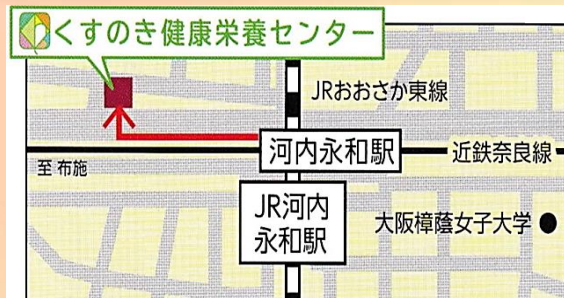 くすのき健康栄養センター
JRおおさか東線
河内永和駅
近鉄奈良線
至 布施
JR河内
永和駅
大阪樟蔭女子大学